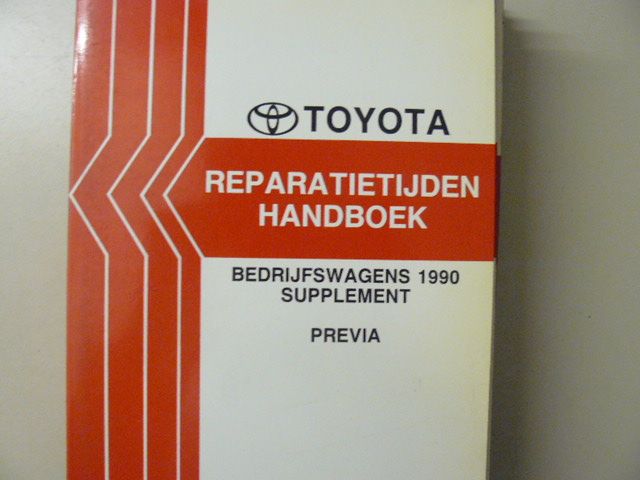 TOYOTA
REPARATIETIJDEN
HANDBOEK
BEDRIJFSWAGENS 1990
SUPPLEMENT
PREVIA